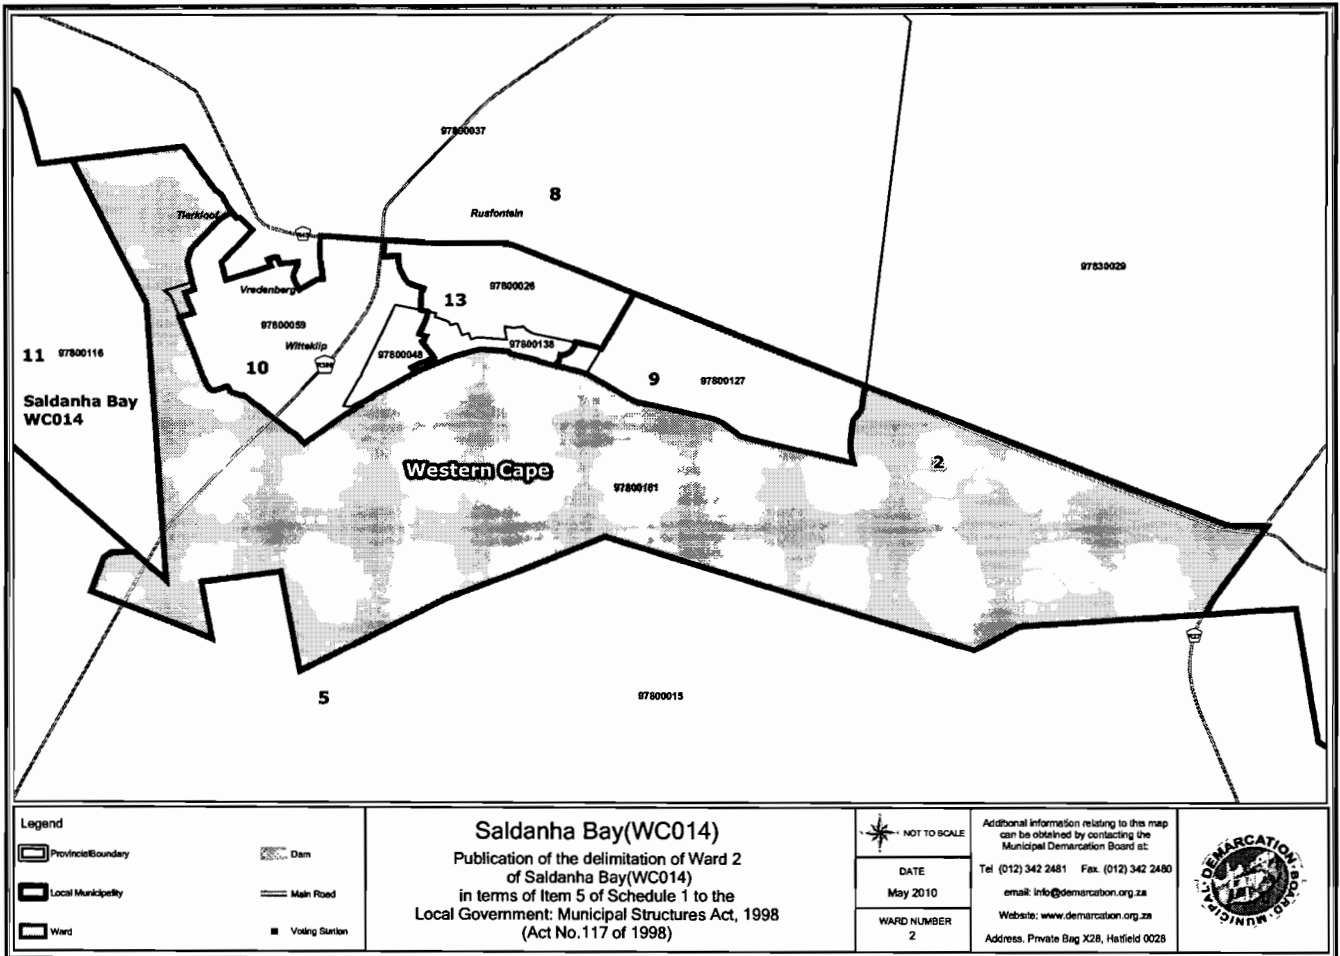 97800037
8
Tierkloof
Rusfontein
97830029
97800026
Vredenberg
13
97800059
11 97800116
Witteklip
97800048
97800138
10
9 97800127
Saldanha Bay
WC014
2
Western Cape
97800161
5
97800015
Legend
ProvincialBoundary
Dam
Local Municipality
Main Road
Ward
Voting Station
Saldanha Bay(WC014)
Publication of the delimitation of Ward 2
of Saldanha Bay(WC014)
in terms of Item 5 of Schedule 1 to the
Local Government: Municipal Structures Act, 1998
(Act No.117 of 1998)
NOT TO SCALE
DATE
May 2010
WARD NUMBER
2
Additional information relating to this map
can be obtained by contacting the
Municipal Demarcation Board at:
Tel (012) 342 2481 Fax. (012) 342 2480
email: info@demarcation.org.za
Website: www.demarcation.org.za
Address. Private Bag X28, Hatfield 0028
MUNICIPAL DEMARCATION BOARD